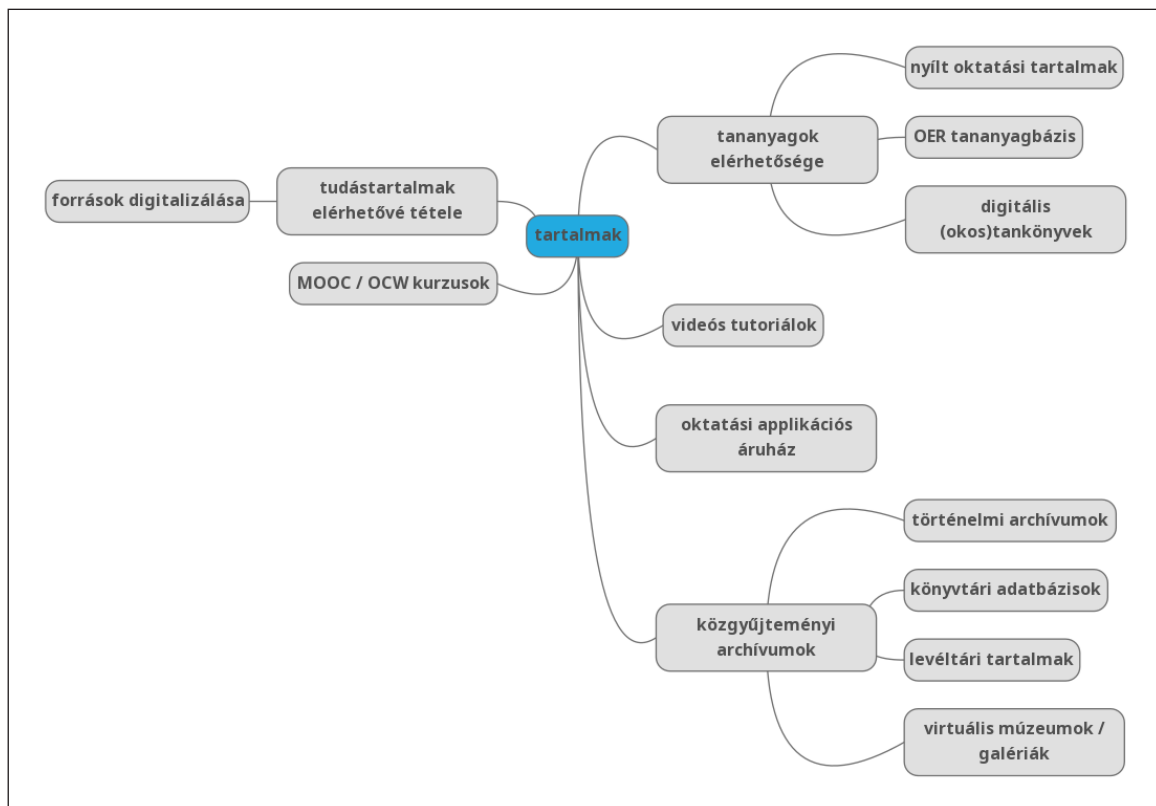 nyílt oktatási tartalmak
tananyagok
elérhetősége
OER tananyagbázis
digitális
(okos)tankönyvek
források digitalizálása
tudástartalmak
elérhetővé tétele
tartalmak
MOOC / OCW kurzusok
videós tutoriálok
oktatási applikációs
áruház
történelmi archívumok
könyvtári adatbázisok
közgyűjteményi
archívumok
levéltári tartalmak
virtuális múzeumok /
galériák